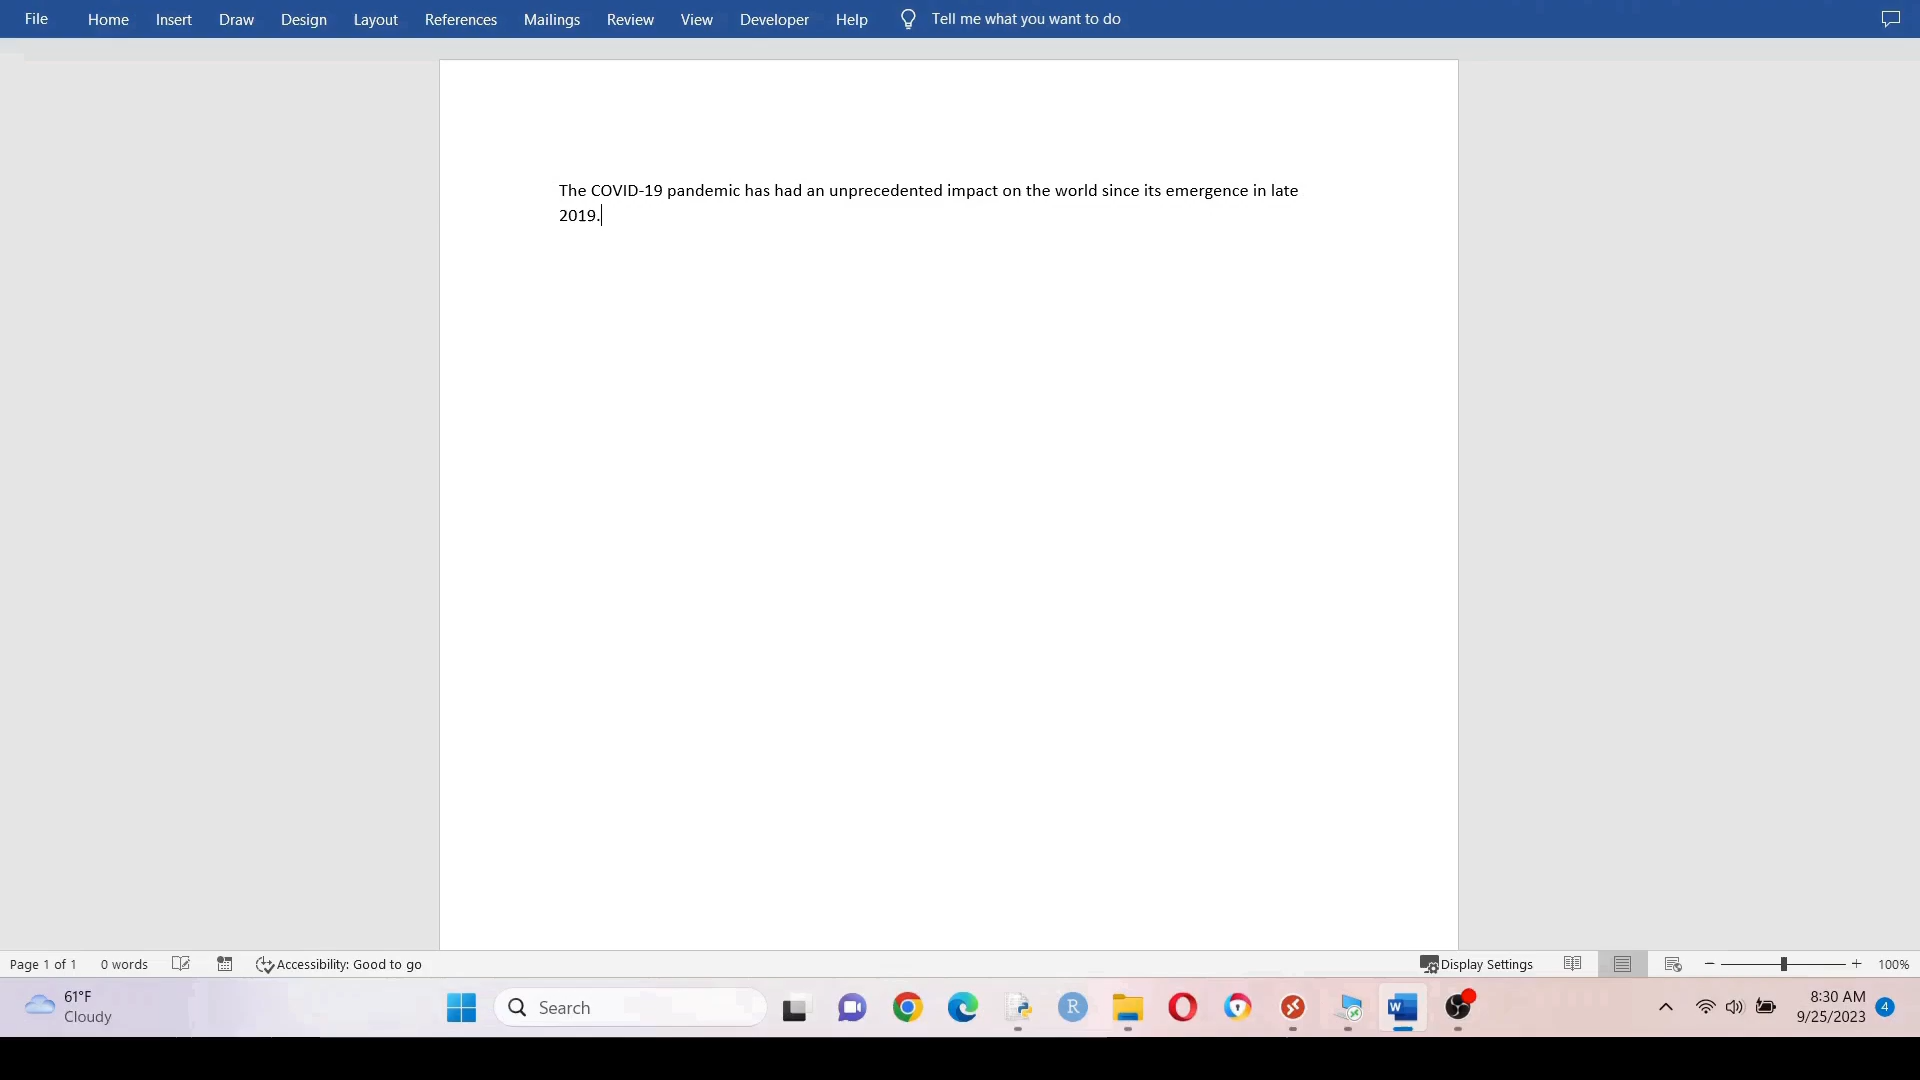 File Home Insert Draw Design Layout References Mailings Review View Developer Help Tell me what you want to do
The COVID-19 pandemic has had an unprecedented impact on the world since its emergence in late
2019.
Page 1 of 1 0 words Accessibility: Good to go Display Settings 100%
61°F
Cloudy
Search
R
W
8:30 AM
9/25/2023
4